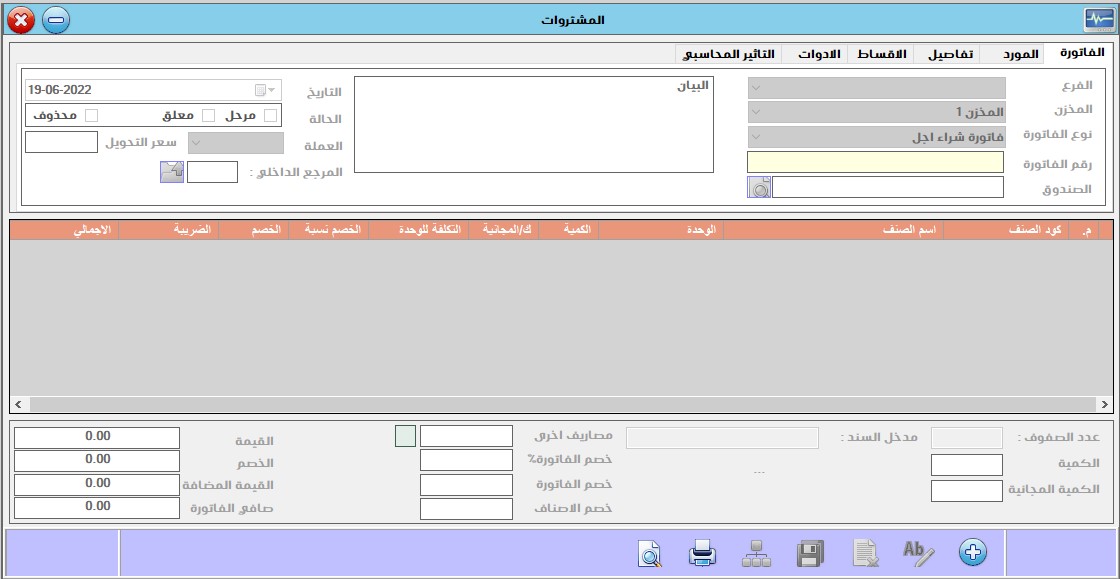 المشتروات
الفاتورة المورد تفاصيل الاقساط الادوات التاثير المحاسبي
الفرع
المخزن المخزن 1
نوع الفاتورة فاتورة شراء اجل
رقم الفاتورة
الصندوق
البيان
التاريخ 19-06-2022
الحالة مرحل معلق محذوف
العملة سعر التحويل
المرجع الداخلي :
م. كود الصنف اسم الصنف الوحدة الكمية ك/المجانية التكلفة للوحدة الخصم نسبة الخصم الضريبة الاجمالي
عدد الصفوف : مدخل السند :
الكمية
الكمية المجانية
...
مصاريف اخرى
خصم الفاتورة%
خصم الفاتورة
خصم الاصناف
القيمة 0.00
الخصم 0.00
القيمة المضافة 0.00
صافي الفاتورة 0.00
Ab